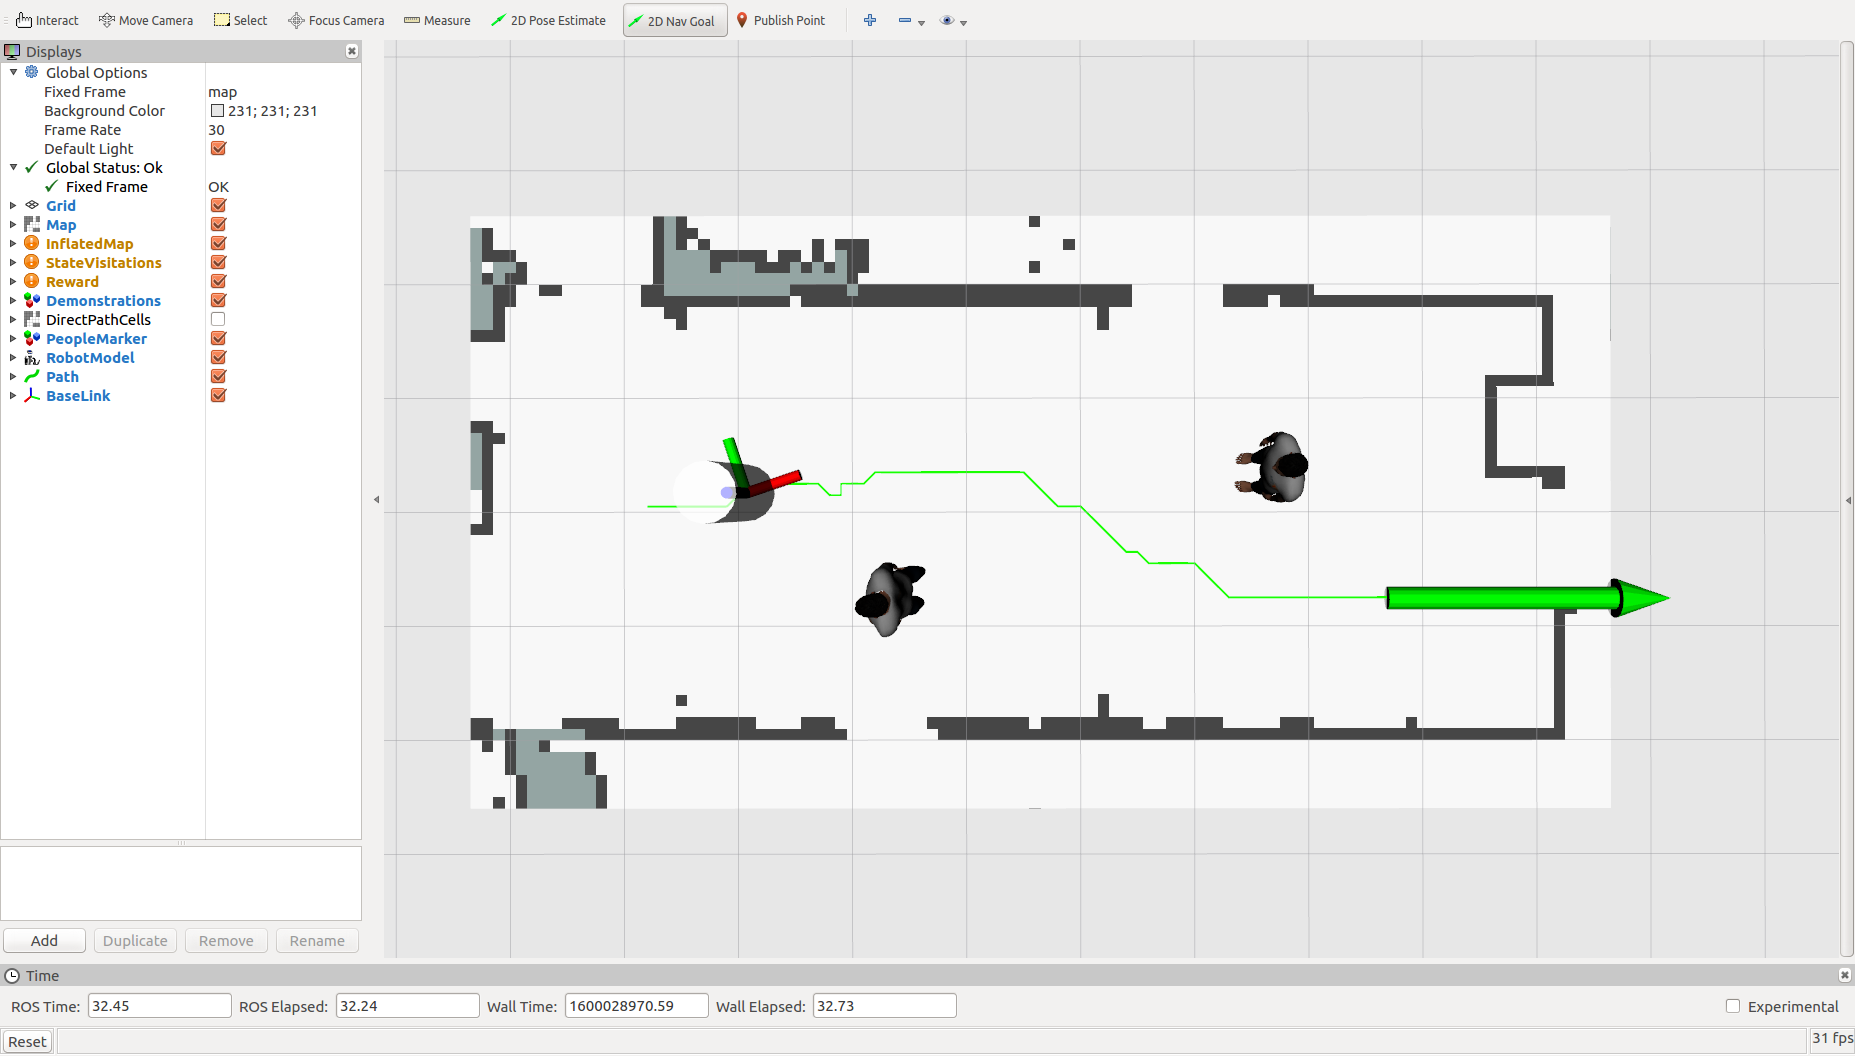 Interact Move Camera Select Focus Camera Measure 2D Pose Estimate 2D Nav Goal Publish Point
Displays
Global Options
Fixed Frame map
Background Color 231; 231; 231
Frame Rate 30
Default Light
Global Status: Ok
Fixed Frame OK
Grid
Map
InflatedMap
StateVisitations
Reward
Demonstrations
DirectPathCells
PeopleMarker
RobotModel
Path
BaseLink
Add Duplicate Remove Rename
Time
ROS Time: 32.45 ROS Elapsed: 32.24 Wall Time: 1600028970.59 Wall Elapsed: 32.73 Experimental
Reset 31 fps